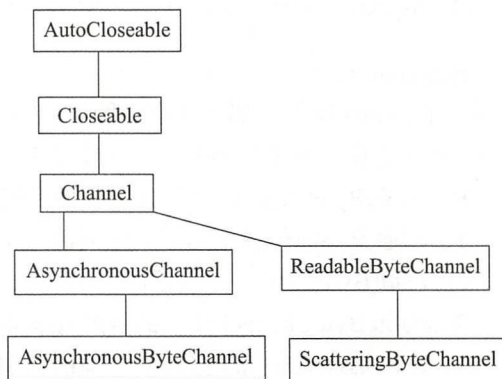 AutoCloseable
Closeable
Channel
AsynchronousChannel
ReadableByteChannel
AsynchronousByteChannel
ScatteringByteChannel